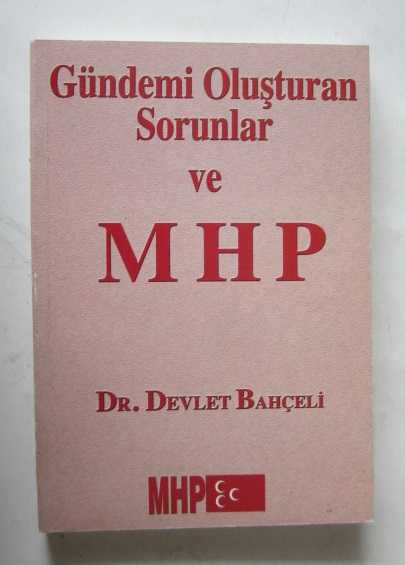 Gündemi Oluşturan
Sorunlar
ve
MHP
DR. DEVLET BAHÇELİ
MHP